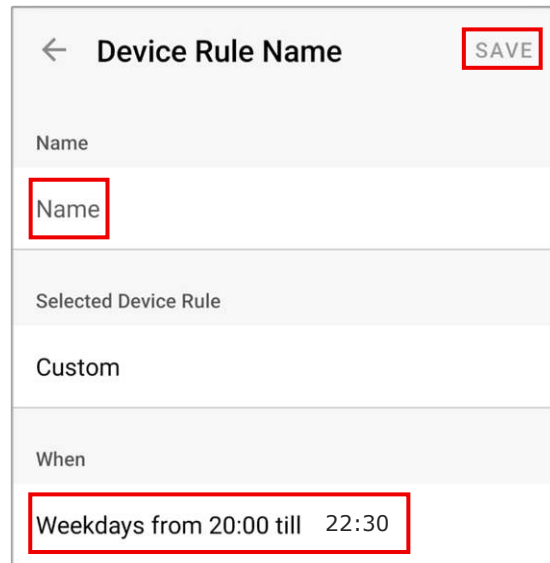 ← Device Rule Name SAVE
Name
Name
Selected Device Rule
Custom
When
Weekdays from 20:00 till 22:30